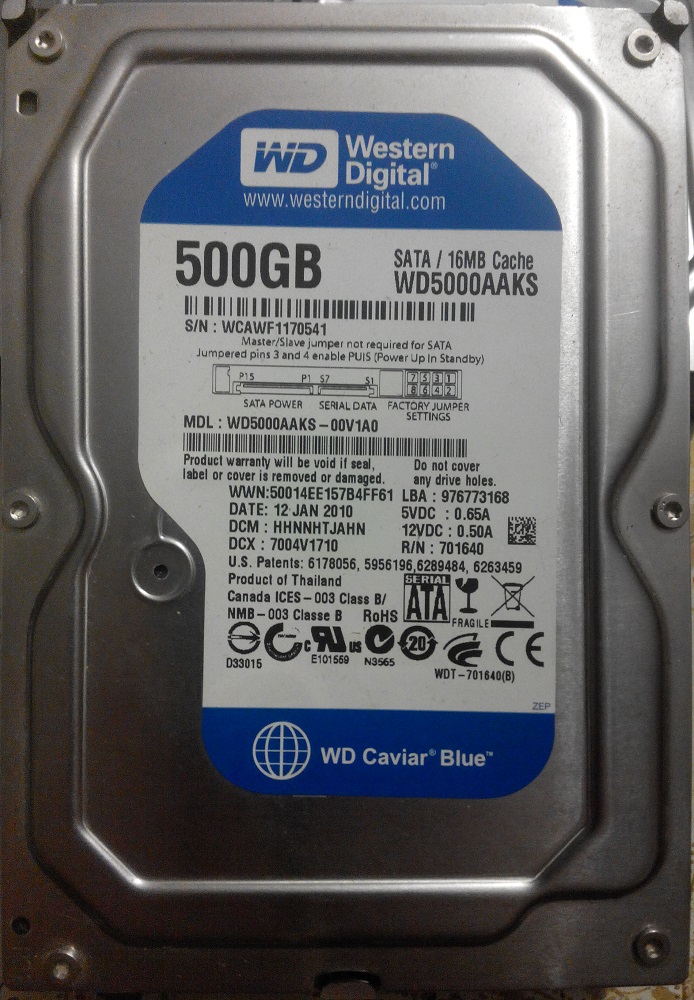 WD Western
Digital®
www.westerndigital.com
500GB
SATA / 16MB Cache
WD5000AAKS
S/N : WCAWF1170541
Master/Slave jumper not required for SATA
Jumpered pins 3 and 4 enable PUIS (Power Up In Standby)
P15 P1 S7 S1 7 5 3 1
8 6 4 2
SATA POWER SERIAL DATA FACTORY JUMPER
SETTINGS
MDL : WD5000AAKS - 00V1A0
Product warranty will be void if seal,
label or cover is removed or damaged.
Do not cover
any drive holes.
WWN:50014EE157B4FF61 LBA : 976773168
DATE: 12 JAN 2010 5VDC : 0.65A
DCM : HHNNHTJAHN 12VDC : 0.50A
DCX : 7004V1710 R/N : 701640
U.S. Patents: 6178056, 5956196,6289484, 6263459
Product of Thailand
Canada ICES - 003 Class B/
NMB - 003 Classe B RoHS
SERIAL
ATA
FRAGILE
D33015
c US
E101559
N3565
20
CE
WDT - 701640(B)
ZEP
WD Caviar® Blue™